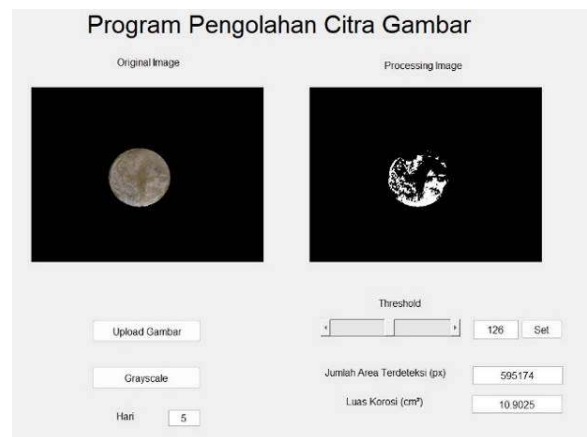 Program Pengolahan Citra Gambar
Original Image
Processing Image
Threshold
Upload Gambar
126 Set
Grayscale
Jumlah Area Terdeteksi (px) 595174
Luas Korosi (cm²) 10.9025
Hari 5